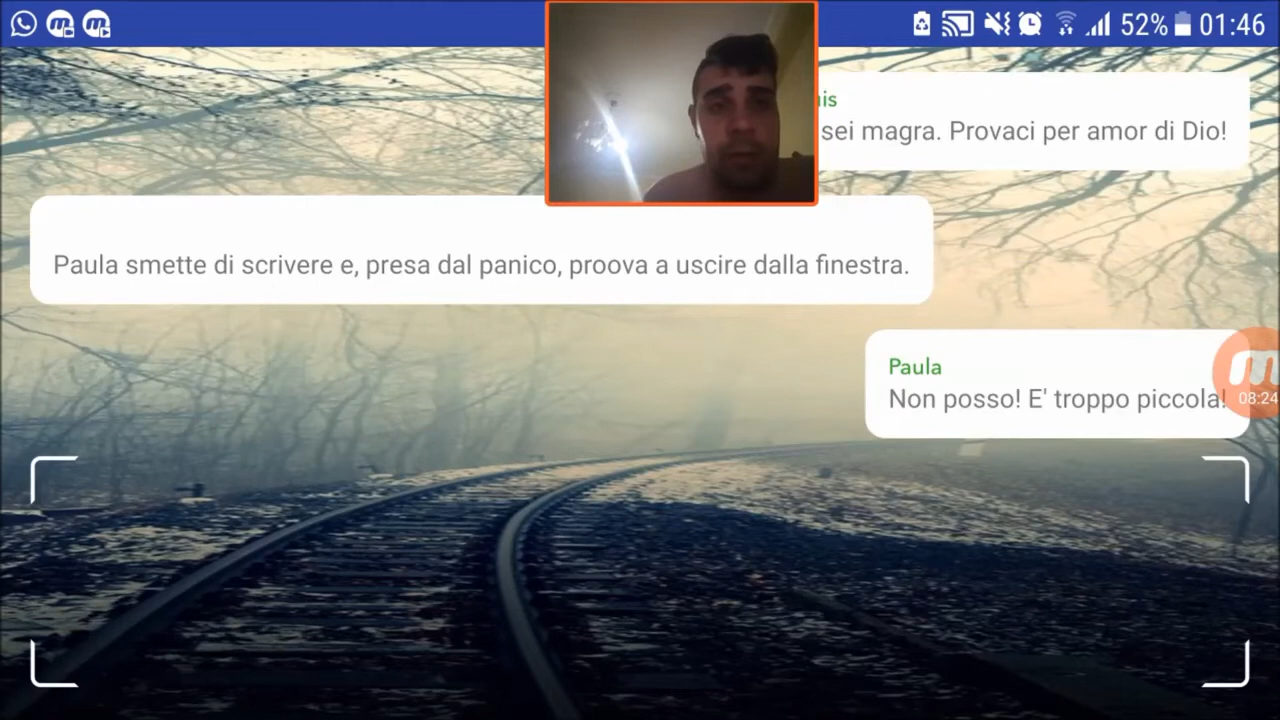 52% 01:46
sei magra. Provaci per amor di Dio!
Paula smette di scrivere e, presa dal panico, proova a uscire dalla finestra.
Paula
Non posso! E' troppo piccola!
08:24